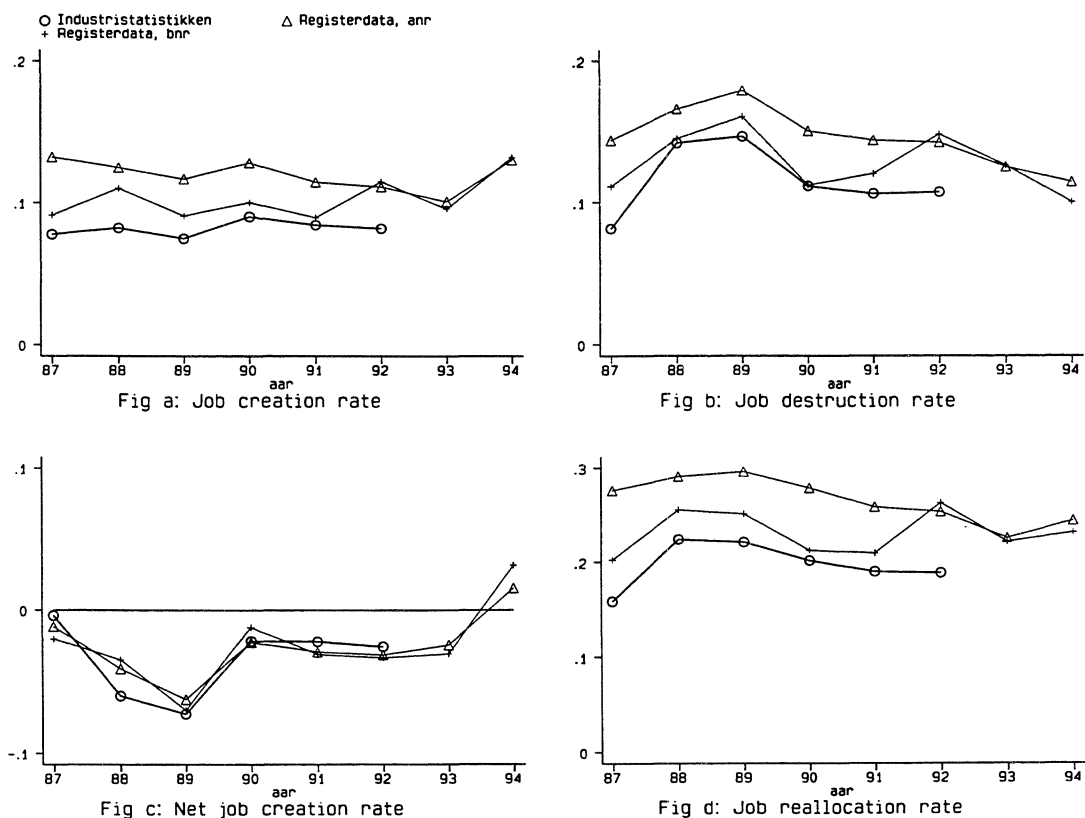 Industristatistikken
Registerdata, anr
Registerdata, bnr
.2
.1
0
87 88 89 90 91 92 93 94
aar
Fig a: Job creation rate
.2
.1
0
87 88 89 90 91 92 93 94
aar
Fig b: Job destruction rate
.1
0
-.1
87 88 89 90 91 92 93 94
aar
Fig c: Net job creation rate
.3
.2
.1
0
87 88 89 90 91 92 93 94
aar
Fig d: Job reallocation rate